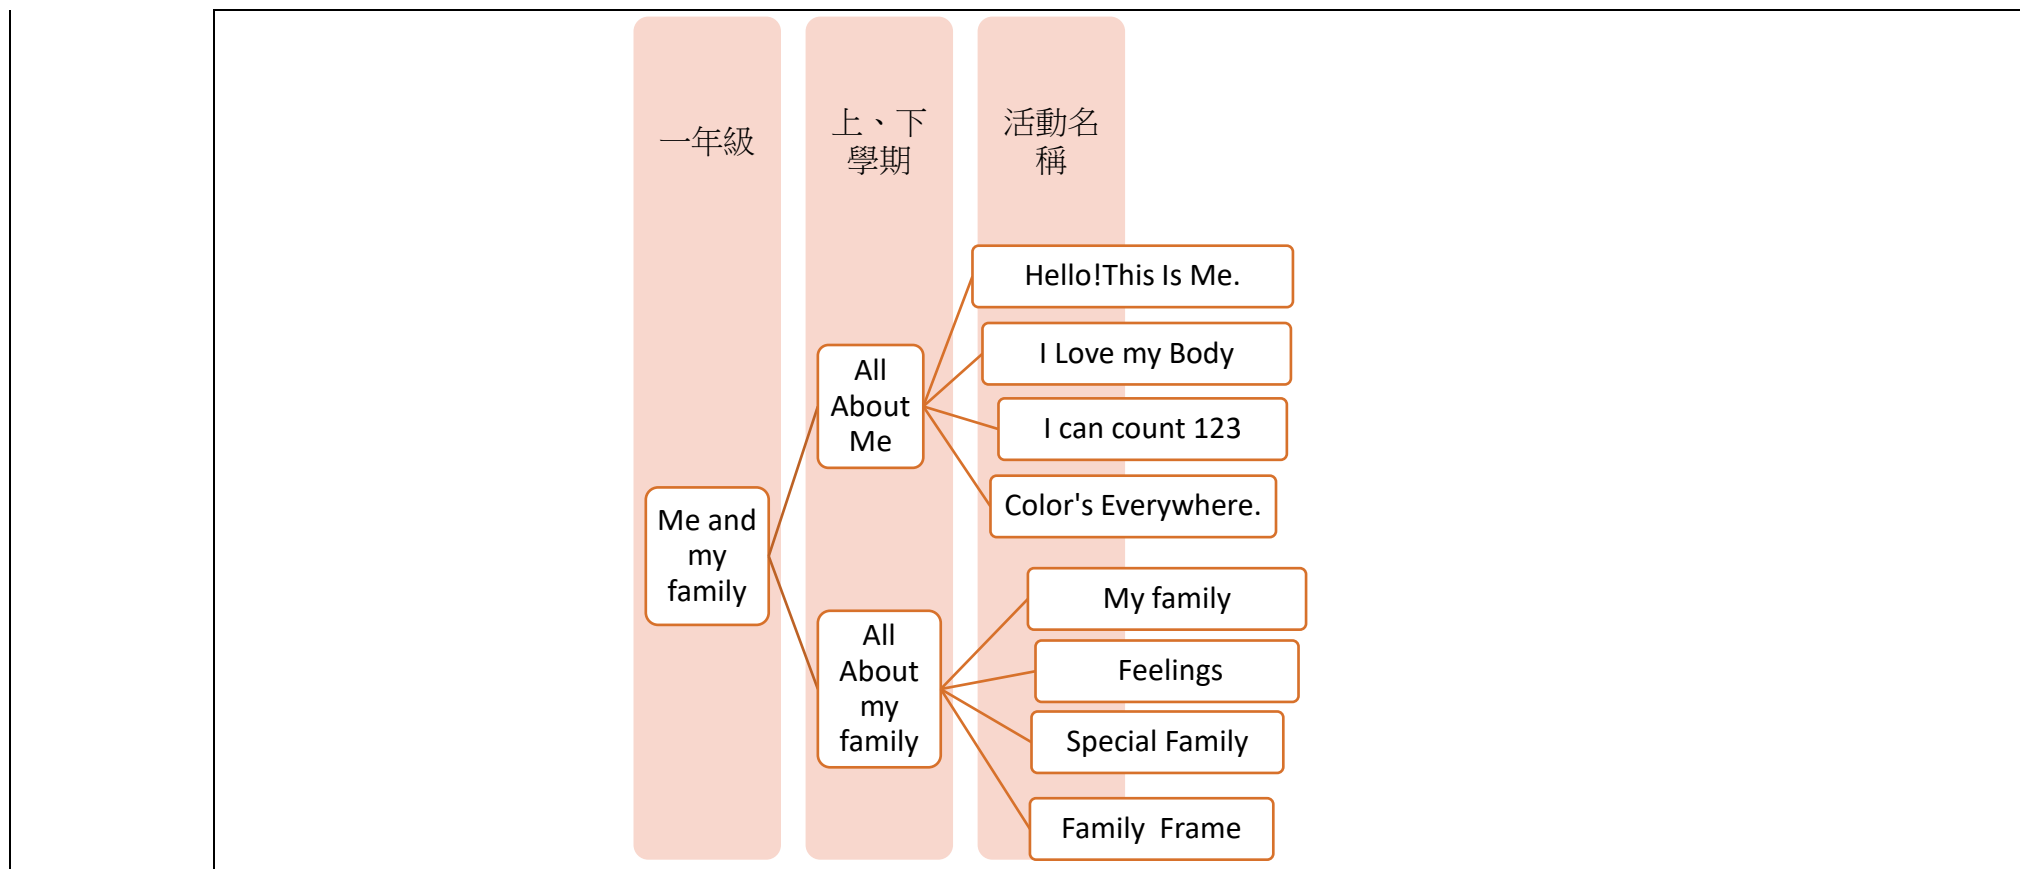 一年級
上、下
學期
活動名
稱
Me and
my
family
All
About
Me
Hello!This Is Me.
I Love my Body
I can count 123
Color's Everywhere.
All
About
my
family
My family
Feelings
Special Family
Family  Frame